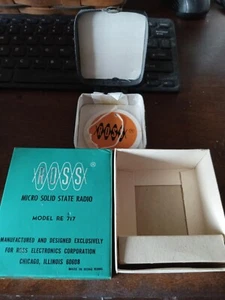 ROSS
ROSS ®
MICRO SOLID STATE RADIO
MODEL RE 717
MANUFACTURED AND DESIGNED EXCLUSIVELY
FOR ROSS ELECTRONICS CORPORATION
CHICAGO, ILLINOIS 60608
MADE IN HONG KONG